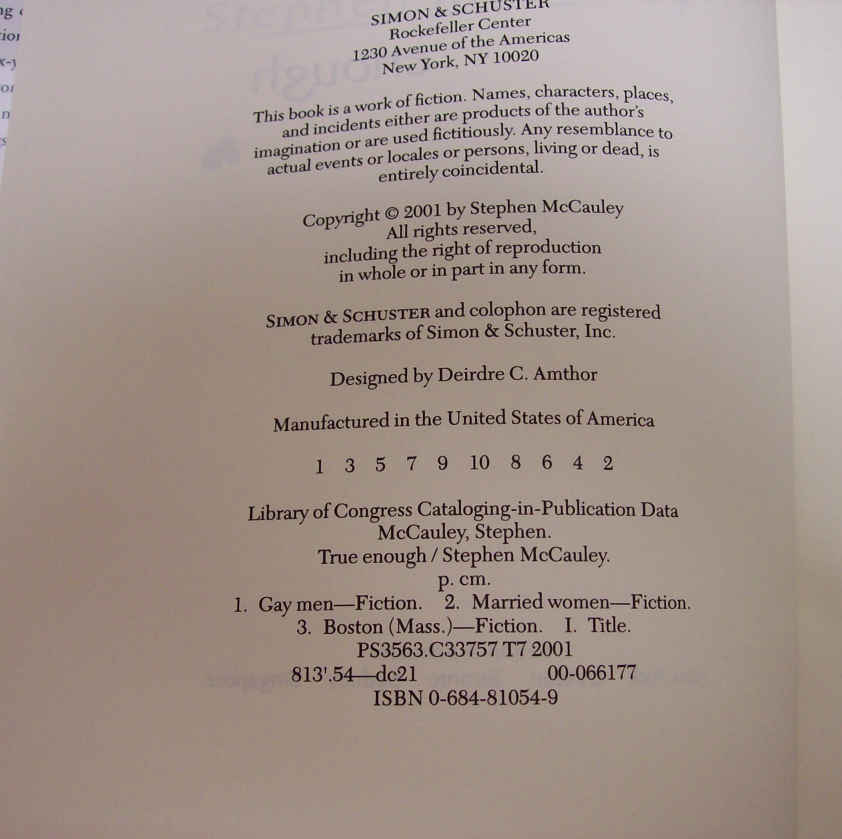 SIMON & SCHUSTER
Rockefeller Center
1230 Avenue of the Americas
New York, NY 10020
This book is a work of fiction. Names, characters, places,
and incidents either are products of the author's
imagination or are used fictitiously. Any resemblance to
actual events or locales or persons, living or dead, is
entirely coincidental.
Copyright © 2001 by Stephen McCauley
All rights reserved,
including the right of reproduction
in whole or in part in any form.
SIMON & SCHUSTER and colophon are registered
trademarks of Simon & Schuster, Inc.
Designed by Deirdre C. Amthor
Manufactured in the United States of America
1 3 5 7 9 10 8 6 4 2
Library of Congress Cataloging-in-Publication Data
McCauley, Stephen.
True enough / Stephen McCauley.
p. cm.
1. Gay men—Fiction. 2. Married women—Fiction.
3. Boston (Mass.)—Fiction. I. Title.
PS3563.C33757 T7 2001
813'.54—dc21 00-066177
ISBN 0-684-81054-9